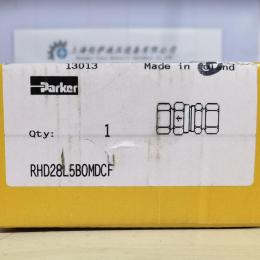 13013 Made in Poland
Parker
Qty: 1
RHD28L5BOMDCF